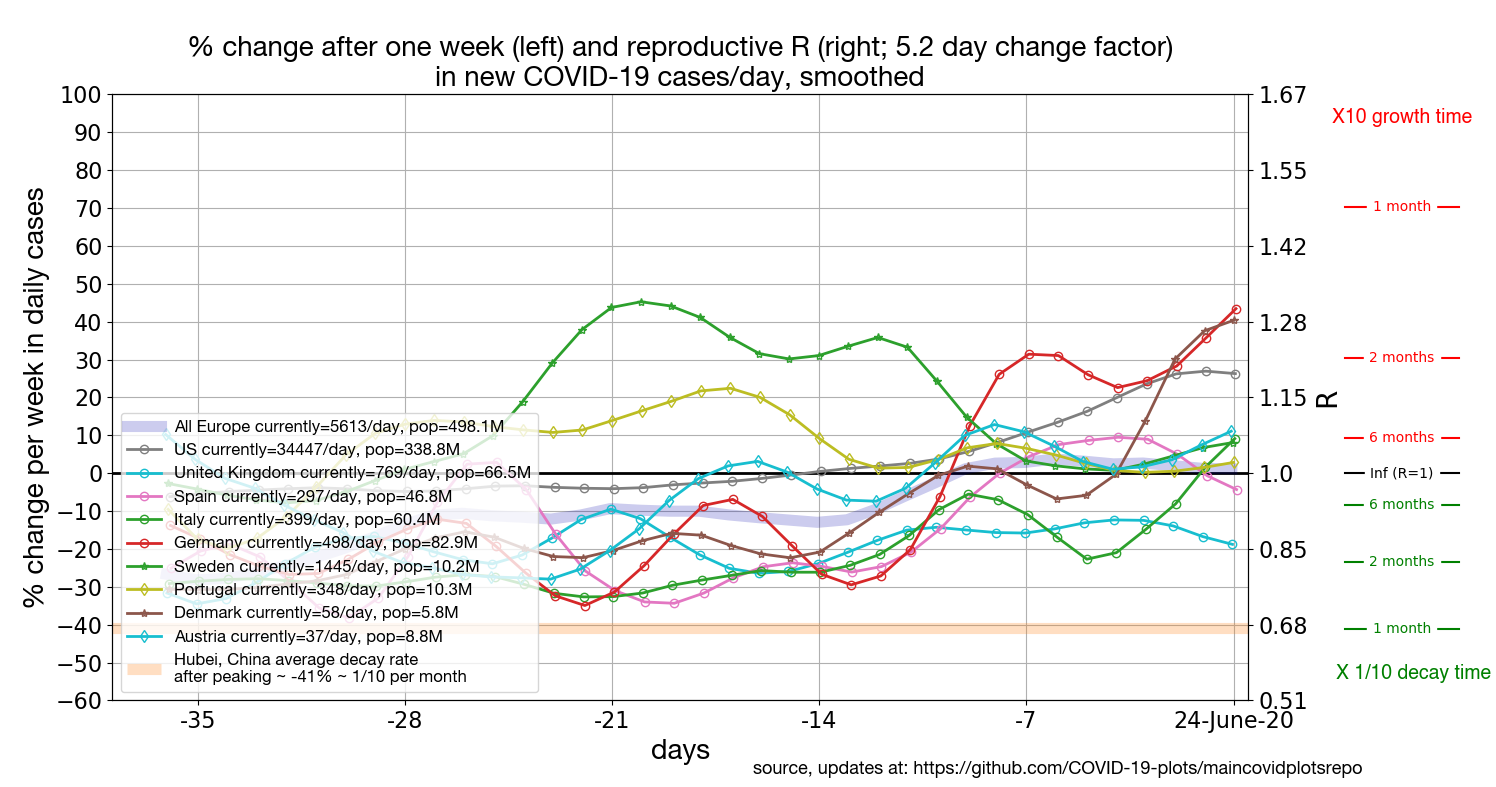 % change after one week (left) and reproductive R (right; 5.2 day change factor)
in new COVID-19 cases/day, smoothed
% change per week in daily cases
100
90
80
70
60
50
40
30
20
10
0
−10
−20
−30
−40
−50
−60
All Europe currently=5613/day, pop=498.1M
US currently=34447/day, pop=338.8M
United Kingdom currently=769/day, pop=66.5M
Spain currently=297/day, pop=46.8M
Italy currently=399/day, pop=60.4M
Germany currently=498/day, pop=82.9M
Sweden currently=1445/day, pop=10.2M
Portugal currently=348/day, pop=10.3M
Denmark currently=58/day, pop=5.8M
Austria currently=37/day, pop=8.8M
Hubei, China average decay rate
after peaking ~ -41% ~ 1/10 per month
-35
-28
-21
-14
-7
24-June-20
days
1.67
1.55
1.42
1.28
1.15
1.0
0.85
0.68
0.51
R
X10 growth time
1 month
2 months
6 months
Inf (R=1)
6 months
2 months
1 month
X 1/10 decay time
source, updates at: https://github.com/COVID-19-plots/maincovidplotsrepo